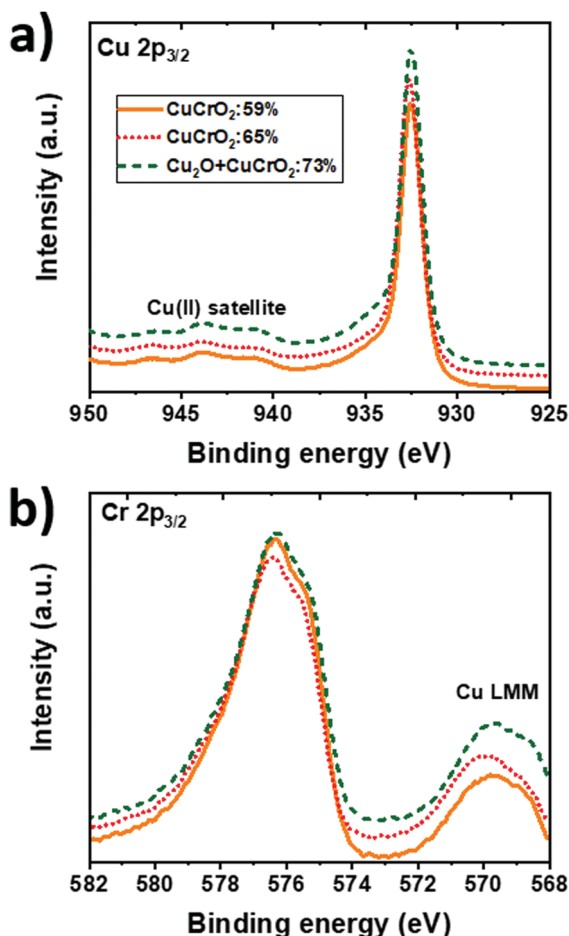 a)
Cu 2p3/2
CuCrO2:59%
CuCrO2:65%
Cu2O+CuCrO2:73%
Cu(II) satellite
Intensity (a.u.)
950 945 940 935 930 925
Binding energy (eV)
b)
Cr 2p3/2
Cu LMM
Intensity (a.u.)
582 580 578 576 574 572 570 568
Binding energy (eV)